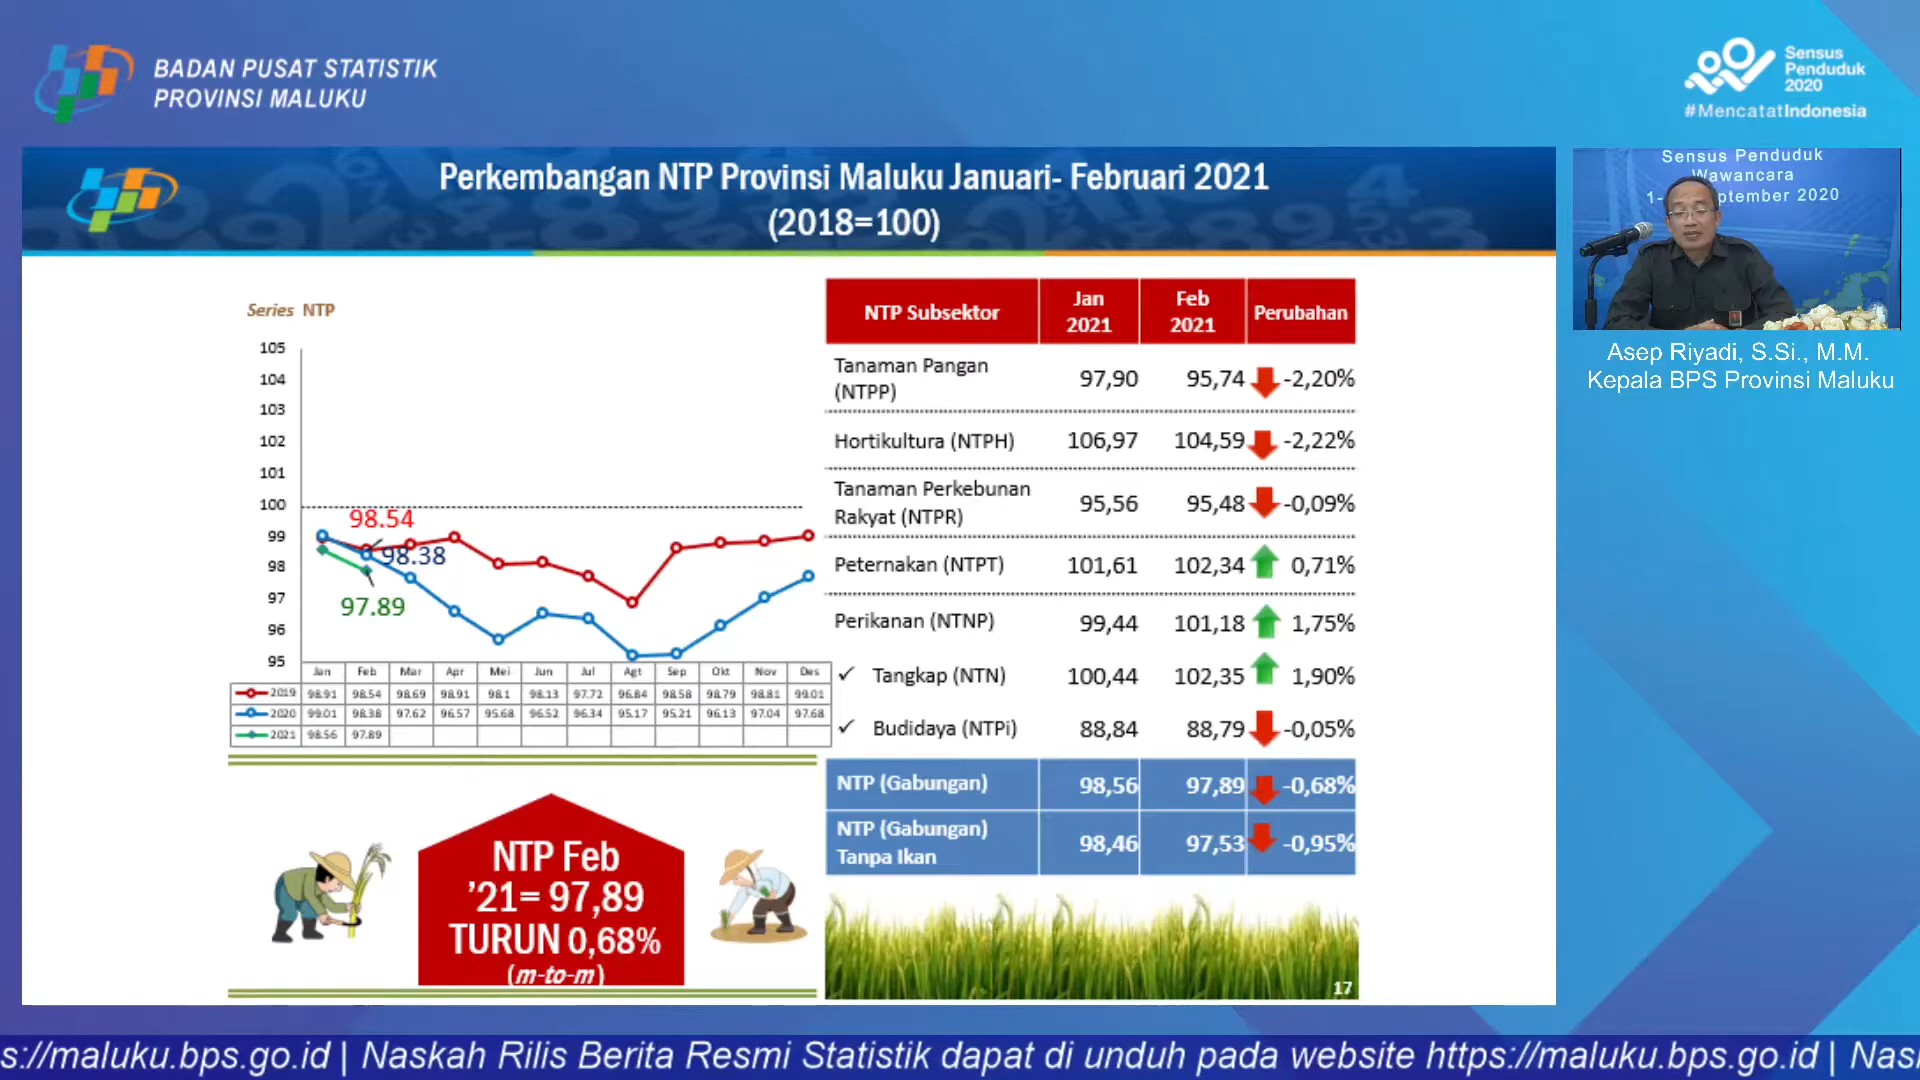 BADAN PUSAT STATISTIK
PROVINSI MALUKU
Sensus
Penduduk
2020
#MencatatIndonesia
Perkembangan NTP Provinsi Maluku Januari- Februari 2021
(2018=100)
Sensus Penduduk
Wawancara
ptember 2020
Asep Riyadi, S.Si., M.M.
Kepala BPS Provinsi Maluku
Series NTP
105
104
103
102
101
100
99
98
97
96
95
98.54
98.38
97.89
Jan Feb Mar Apr Mei Jun Jul Agt Sep Okt Nov Des
2019 98.91 98.54 98.69 98.91 98.1 98.13 97.72 96.84 98.58 98.79 98.81 99.01
2020 99.01 98.38 97.62 96.57 95.68 96.52 96.34 95.17 95.21 96.13 97.04 97.68
2021 98.56 97.89
NTP Subsektor Jan 2021 Feb 2021 Perubahan
Tanaman Pangan (NTPP) 97,90 95,74 -2,20%
Hortikultura (NTPH) 106,97 104,59 -2,22%
Tanaman Perkebunan Rakyat (NTPR) 95,56 95,48 -0,09%
Peternakan (NTPT) 101,61 102,34 0,71%
Perikanan (NTNP) 99,44 101,18 1,75%
✓ Tangkap (NTN) 100,44 102,35 1,90%
✓ Budidaya (NTPi) 88,84 88,79 -0,05%
NTP (Gabungan) 98,56 97,89 -0,68%
NTP (Gabungan) Tanpa Ikan 98,46 97,53 -0,95%
NTP Feb
’21= 97,89
TURUN 0,68%
(m-to-m)
17
s://maluku.bps.go.id | Naskah Rilis Berita Resmi Statistik dapat di unduh pada website https://maluku.bps.go.id | Nas